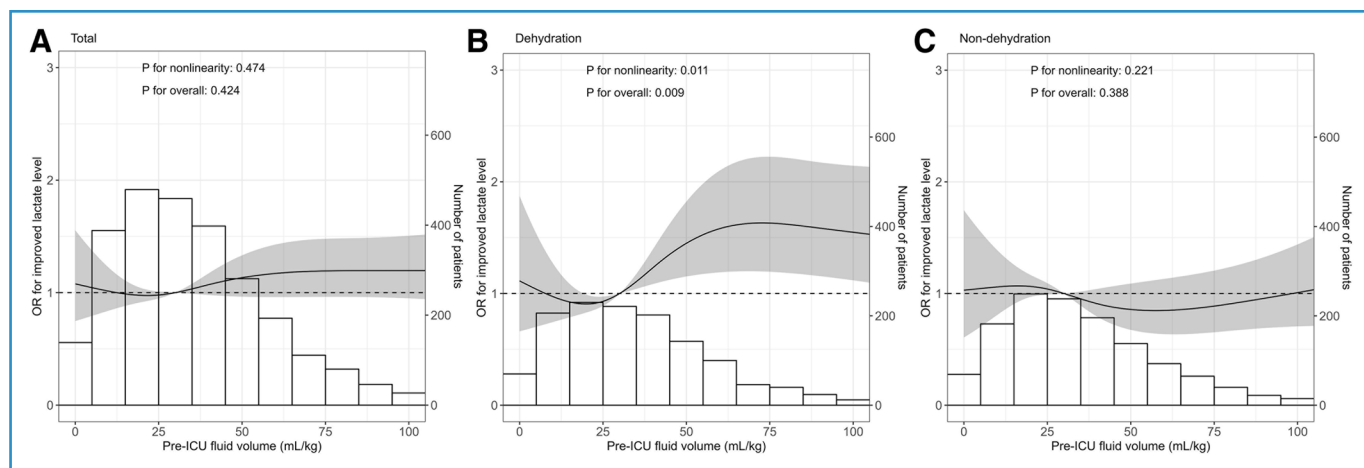 A Total
P for nonlinearity: 0.474
P for overall: 0.424
OR for improved lactate level
3
2
1
0
600
400
200
0
Number of patients
0 25 50 75 100
Pre-ICU fluid volume (mL/kg)
B Dehydration
P for nonlinearity: 0.011
P for overall: 0.009
OR for improved lactate level
3
2
1
0
600
400
200
0
Number of patients
0 25 50 75 100
Pre-ICU fluid volume (mL/kg)
C Non-dehydration
P for nonlinearity: 0.221
P for overall: 0.388
OR for improved lactate level
3
2
1
0
600
400
200
0
Number of patients
0 25 50 75 100
Pre-ICU fluid volume (mL/kg)